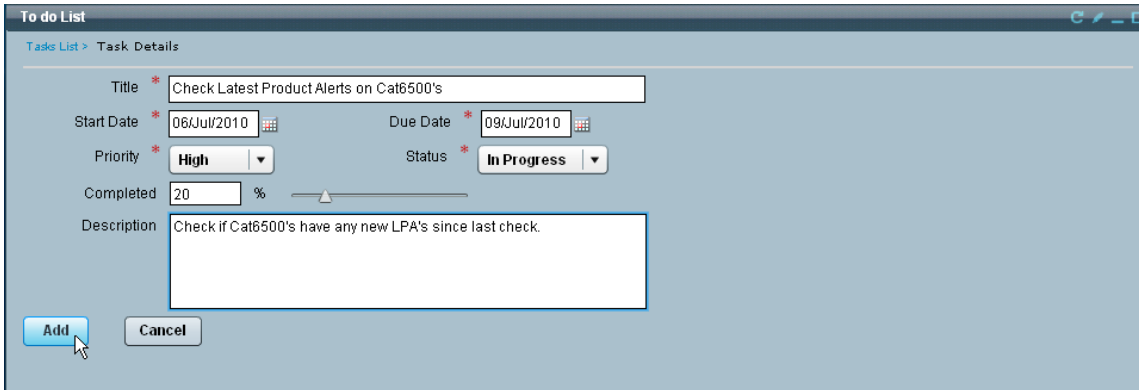 To do List
Tasks List > Task Details
Title * Check Latest Product Alerts on Cat6500's
Start Date * 06/Jul/2010 Due Date * 09/Jul/2010
Priority * High Status * In Progress
Completed 20 %
Description Check if Cat6500's have any new LPA's since last check.
Add Cancel